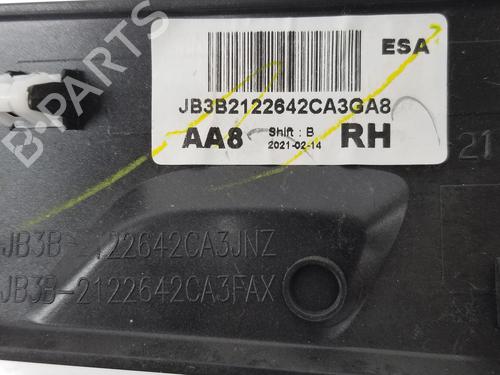 ESA
JB3B2122642CA3GA8
AA8 Shift : B RH
2021-02-14
21
JB3B-2122642CA3JNZ
JB3B-2122642CA3FAX
B-PARTS